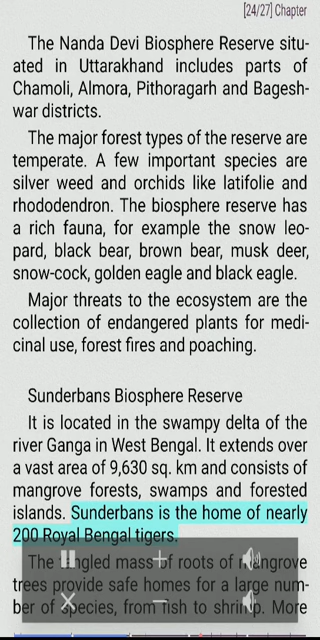 [24/27] Chapter
The Nanda Devi Biosphere Reserve situ-
ated in Uttarakhand includes parts of
Chamoli, Almora, Pithoragarh and Bagesh-
war districts.
The major forest types of the reserve are
temperate. A few important species are
silver weed and orchids like latifolie and
rhododendron. The biosphere reserve has
a rich fauna, for example the snow leo-
pard, black bear, brown bear, musk deer,
snow-cock, golden eagle and black eagle.
Major threats to the ecosystem are the
collection of endangered plants for medi-
cinal use, forest fires and poaching.
Sunderbans Biosphere Reserve
It is located in the swampy delta of the
river Ganga in West Bengal. It extends over
a vast area of 9,630 sq. km and consists of
mangrove forests, swamps and forested
islands. Sunderbans is the home of nearly
200 Royal Bengal tigers.
The tangled mass of roots of mangrove
trees provide safe homes for a large num-
ber of species, from fish to shrimp. More